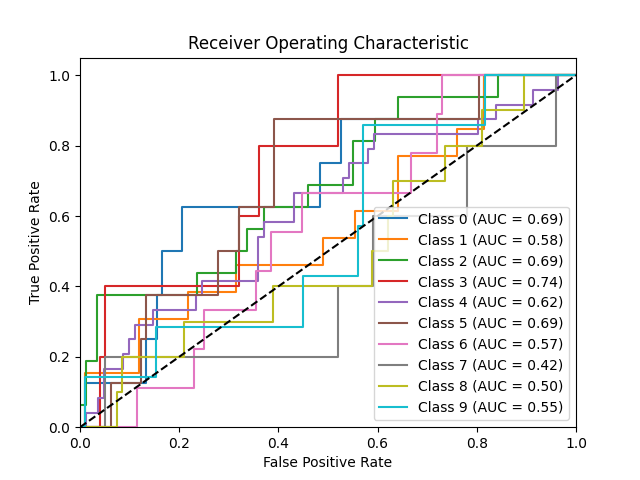 Receiver Operating Characteristic
True Positive Rate
1.0
0.8
0.6
0.4
0.2
0.0
Class 0 (AUC = 0.69)
Class 1 (AUC = 0.58)
Class 2 (AUC = 0.69)
Class 3 (AUC = 0.74)
Class 4 (AUC = 0.62)
Class 5 (AUC = 0.69)
Class 6 (AUC = 0.57)
Class 7 (AUC = 0.42)
Class 8 (AUC = 0.50)
Class 9 (AUC = 0.55)
0.0 0.2 0.4 0.6 0.8 1.0
False Positive Rate